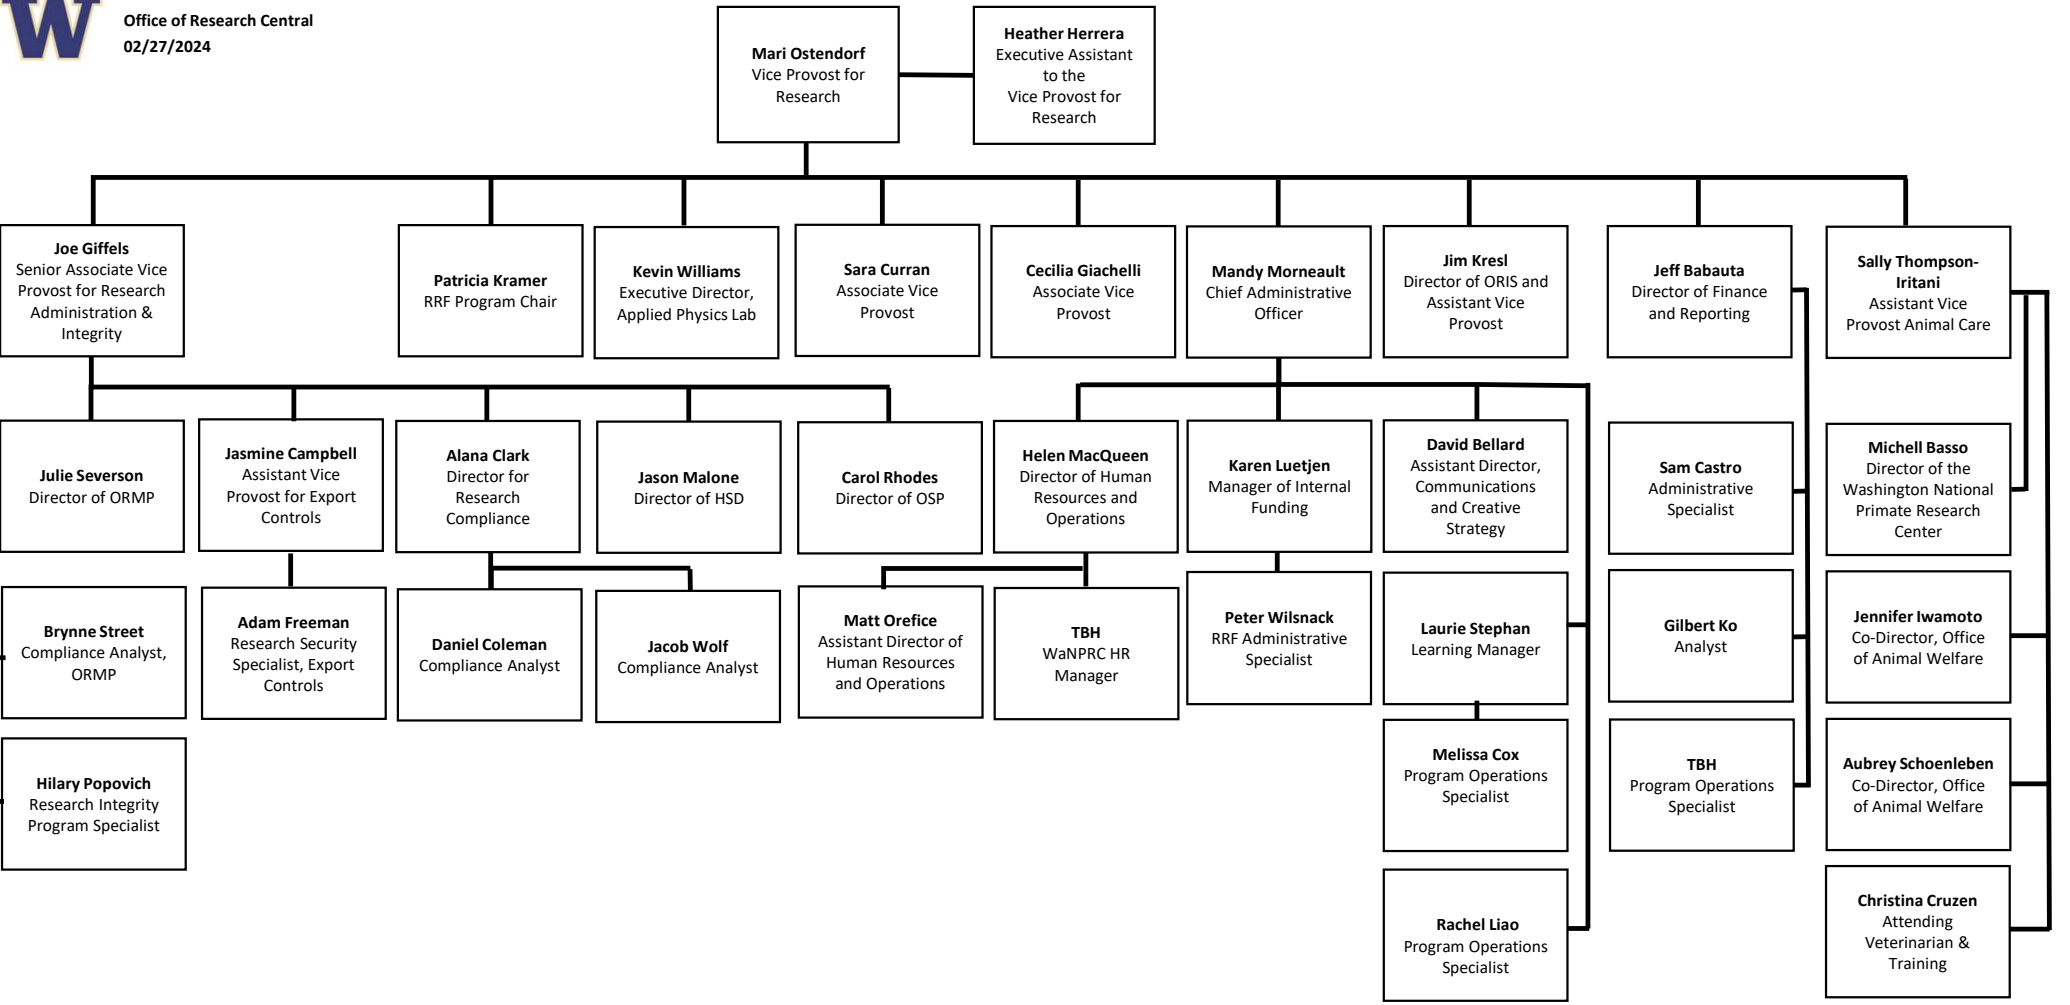 W
Office of Research Central
02/27/2024
Mari Ostendorf
Vice Provost for
Research
Heather Herrera
Executive Assistant
to the
Vice Provost for
Research
Joe Giffels
Senior Associate Vice
Provost for Research
Administration &
Integrity
Patricia Kramer
RRF Program Chair
Kevin Williams
Executive Director,
Applied Physics Lab
Sara Curran
Associate Vice
Provost
Cecilia Giachelli
Associate Vice
Provost
Mandy Morneault
Chief Administrative
Officer
Jim Kresl
Director of ORIS and
Assistant Vice
Provost
Jeff Babauta
Director of Finance
and Reporting
Sally Thompson-
Iritani
Assistant Vice
Provost Animal Care
Julie Severson
Director of ORMP
Jasmine Campbell
Assistant Vice
Provost for Export
Controls
Alana Clark
Director for
Research
Compliance
Jason Malone
Director of HSD
Carol Rhodes
Director of OSP
Helen MacQueen
Director of Human
Resources and
Operations
Karen Luetjen
Manager of Internal
Funding
David Bellard
Assistant Director,
Communications
and Creative
Strategy
Sam Castro
Administrative
Specialist
Michell Basso
Director of the
Washington National
Primate Research
Center
Brynne Street
Compliance Analyst,
ORMP
Adam Freeman
Research Security
Specialist, Export
Controls
Daniel Coleman
Compliance Analyst
Jacob Wolf
Compliance Analyst
Matt Orefice
Assistant Director of
Human Resources
and Operations
TBH
WaNPRC HR
Manager
Peter Wilsnack
RRF Administrative
Specialist
Laurie Stephan
Learning Manager
Gilbert Ko
Analyst
Jennifer Iwamoto
Co-Director, Office
of Animal Welfare
Hilary Popovich
Research Integrity
Program Specialist
Melissa Cox
Program Operations
Specialist
TBH
Program Operations
Specialist
Aubrey Schoenleben
Co-Director, Office
of Animal Welfare
Rachel Liao
Program Operations
Specialist
Christina Cruzen
Attending
Veterinarian &
Training